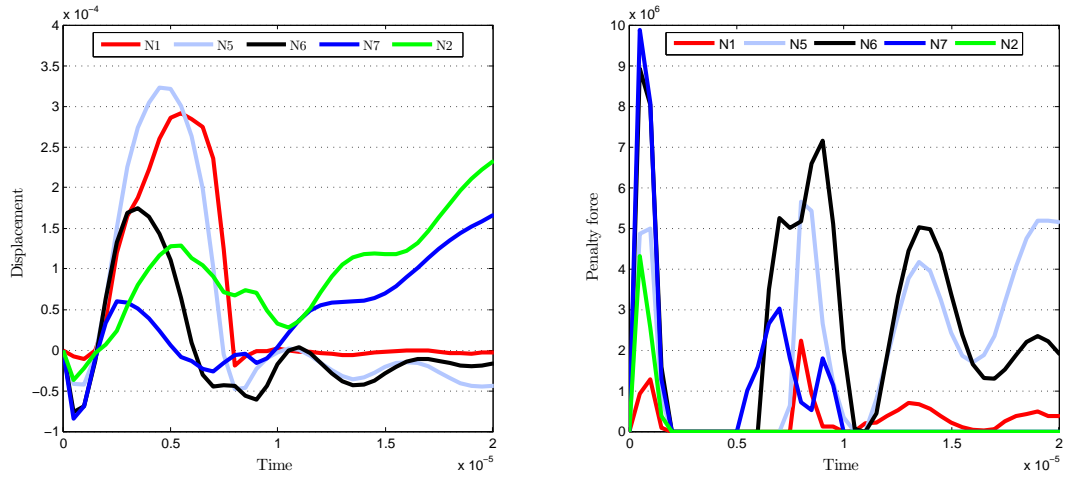 x 10⁻⁴
N1 N5 N6 N7 N2
4
3.5
3
2.5
2
1.5
1
0.5
0
−0.5
−1
Displacement
0 0.5 1 1.5 2
Time
x 10⁻⁵
x 10⁶
N1 N5 N6 N7 N2
10
9
8
7
6
5
4
3
2
1
0
Penalty force
0 0.5 1 1.5 2
Time
x 10⁻⁵